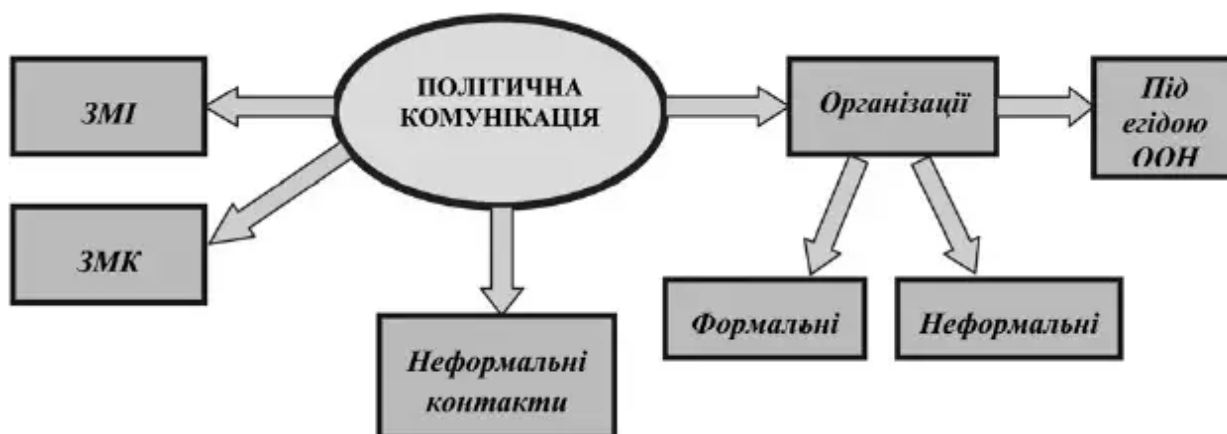 ПОЛІТИЧНА
КОМУНІКАЦІЯ
ЗМІ
Організації
Під
егідою
ООН
ЗМК
Формальні
Неформальні
Неформальні
контакти